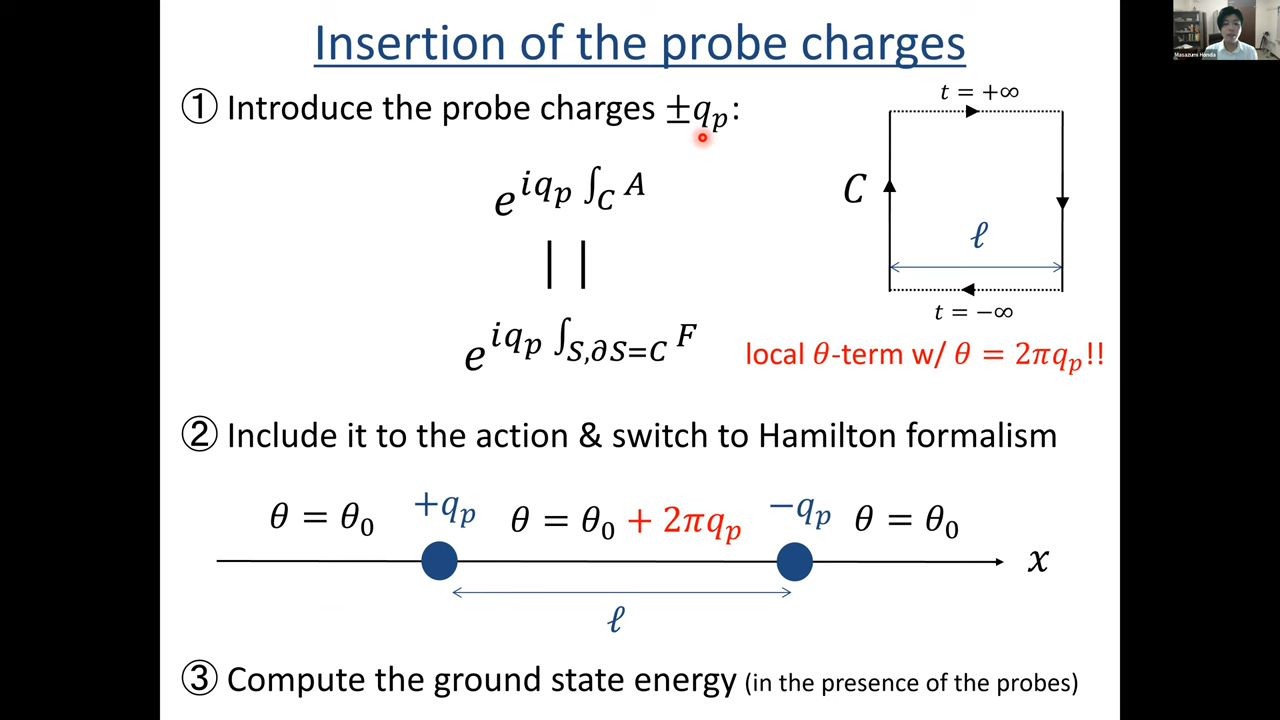 Insertion of the probe charges
Masazumi Honda
① Introduce the probe charges ±q_p:
t = +∞
e^{iq_p ∫_C A}
C
||
ℓ
t = −∞
e^{iq_p ∫_{S,∂S=C} F}
local θ-term w/ θ = 2πq_p!!
② Include it to the action & switch to Hamilton formalism
θ = θ_0 +q_p θ = θ_0 + 2πq_p −q_p θ = θ_0
x
ℓ
③ Compute the ground state energy (in the presence of the probes)